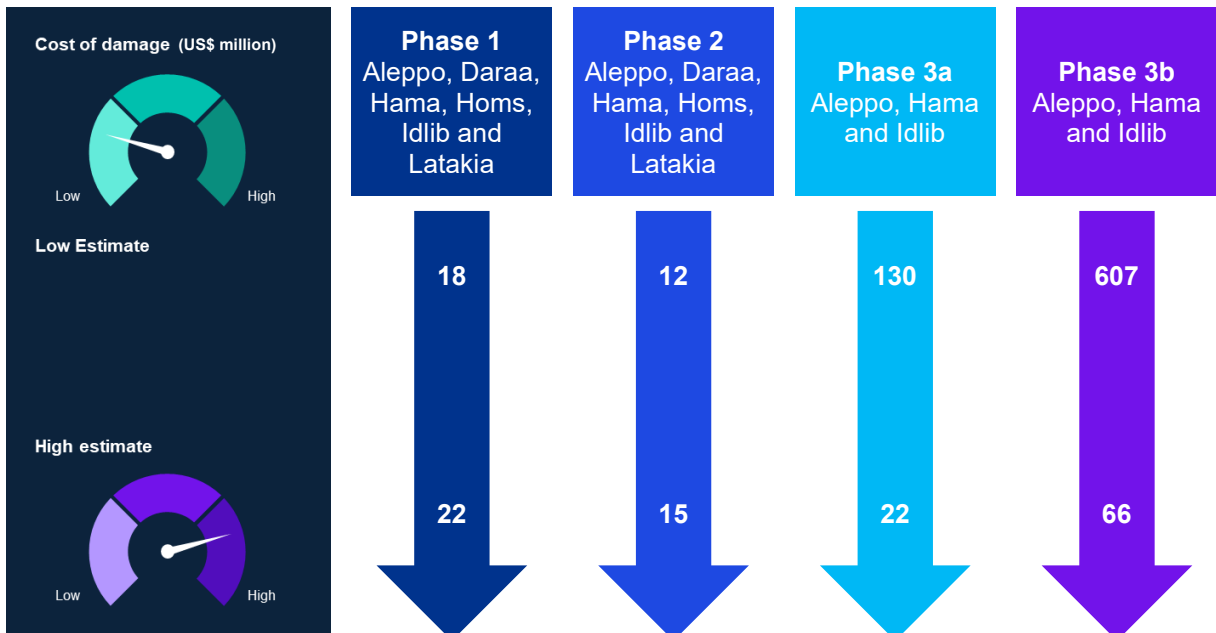 Cost of damage (US$ million)
Low
High
Low Estimate
High estimate
Low
High
Phase 1
Aleppo, Daraa,
Hama, Homs,
Idlib and
Latakia
18
22
Phase 2
Aleppo, Daraa,
Hama, Homs,
Idlib and
Latakia
12
15
Phase 3a
Aleppo, Hama
and Idlib
130
22
Phase 3b
Aleppo, Hama
and Idlib
607
66